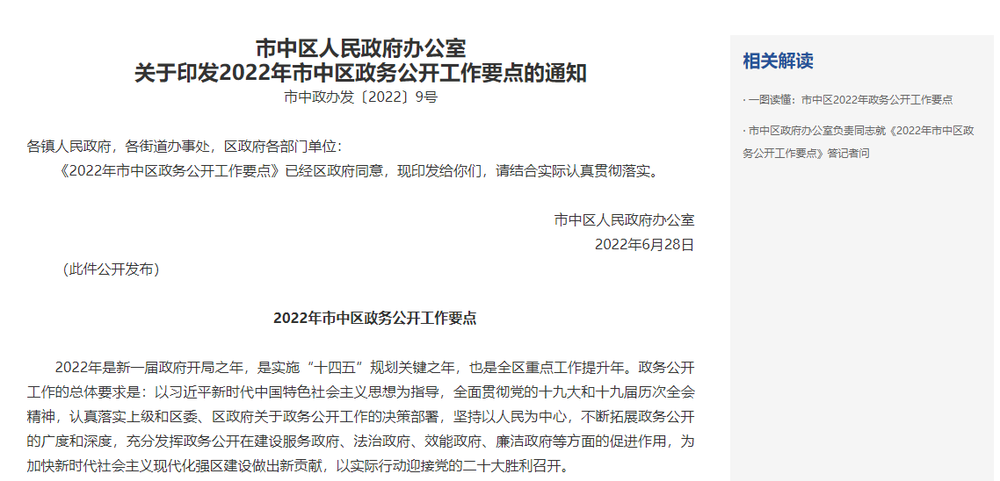 市中区人民政府办公室
关于印发2022年市中区政务公开工作要点的通知
市中政办发〔2022〕9号
各镇人民政府，各街道办事处，区政府各部门单位：
《2022年市中区政务公开工作要点》已经区政府同意，现印发给你们，请结合实际认真贯彻落实。
市中区人民政府办公室
2022年6月28日
（此件公开发布）
2022年市中区政务公开工作要点
2022年是新一届政府开局之年，是实施“十四五”规划关键之年，也是全区重点工作提升年。政务公开
工作的总体要求是：以习近平新时代中国特色社会主义思想为指导，全面贯彻党的十九大和十九届历次全会
精神，认真落实上级和区委、区政府关于政务公开工作的决策部署，坚持以人民为中心，不断拓展政务公开
的广度和深度，充分发挥政务公开在建设服务政府、法治政府、效能政府、廉洁政府等方面的促进作用，为
加快新时代社会主义现代化强区建设做出新贡献，以实际行动迎接党的二十大胜利召开。
相关解读
· 一图读懂：市中区2022年政务公开工作要点
· 市中区政府办公室负责同志就《2022年市中区政
务公开工作要点》答记者问